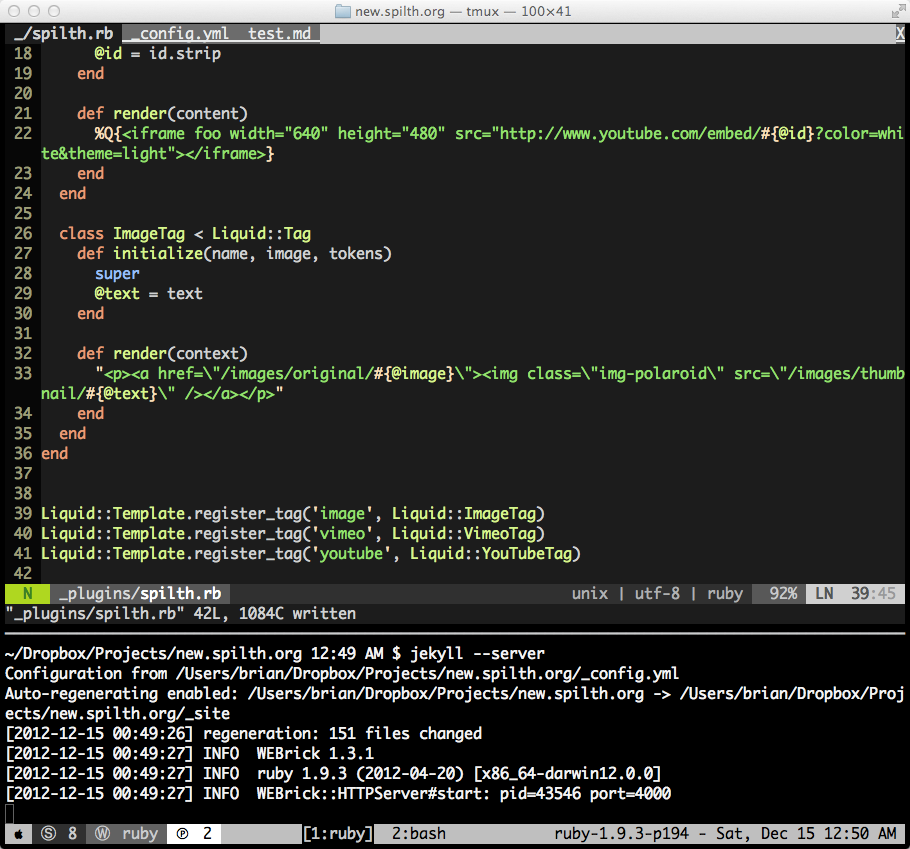 new.spilth.org — tmux — 100×41
_/spilth.rb _config.yml test.md X
18 @id = id.strip
19 end
20
21 def render(content)
22 %Q{<iframe foo width="640" height="480" src="http://www.youtube.com/embed/#{@id}?color=whi
te&theme=light"></iframe>}
23 end
24 end
25
26 class ImageTag < Liquid::Tag
27 def initialize(name, image, tokens)
28 super
29 @text = text
30 end
31
32 def render(context)
33 "<p><a href=\"/images/original/#{@image}\"><img class=\"img-polaroid\" src=\"/images/thumb
nail/#{@text}\" /></a></p>"
34 end
35 end
36 end
37
38
39 Liquid::Template.register_tag('image', Liquid::ImageTag)
40 Liquid::Template.register_tag('vimeo', Liquid::VimeoTag)
41 Liquid::Template.register_tag('youtube', Liquid::YouTubeTag)
42
N _plugins/spilth.rb unix | utf-8 | ruby 92% LN 39:45
"_plugins/spilth.rb" 42L, 1084C written
~/Dropbox/Projects/new.spilth.org 12:49 AM $ jekyll --server
Configuration from /Users/brian/Dropbox/Projects/new.spilth.org/_config.yml
Auto-regenerating enabled: /Users/brian/Dropbox/Projects/new.spilth.org -> /Users/brian/Dropbox/Proj
ects/new.spilth.org/_site
[2012-12-15 00:49:26] regeneration: 151 files changed
[2012-12-15 00:49:27] INFO  WEBrick 1.3.1
[2012-12-15 00:49:27] INFO  ruby 1.9.3 (2012-04-20) [x86_64-darwin12.0.0]
[2012-12-15 00:49:27] INFO  WEBrick::HTTPServer#start: pid=43546 port=4000
Ⓢ 8 Ⓦ ruby Ⓟ 2 [1:ruby] 2:bash ruby-1.9.3-p194 - Sat, Dec 15 12:50 AM